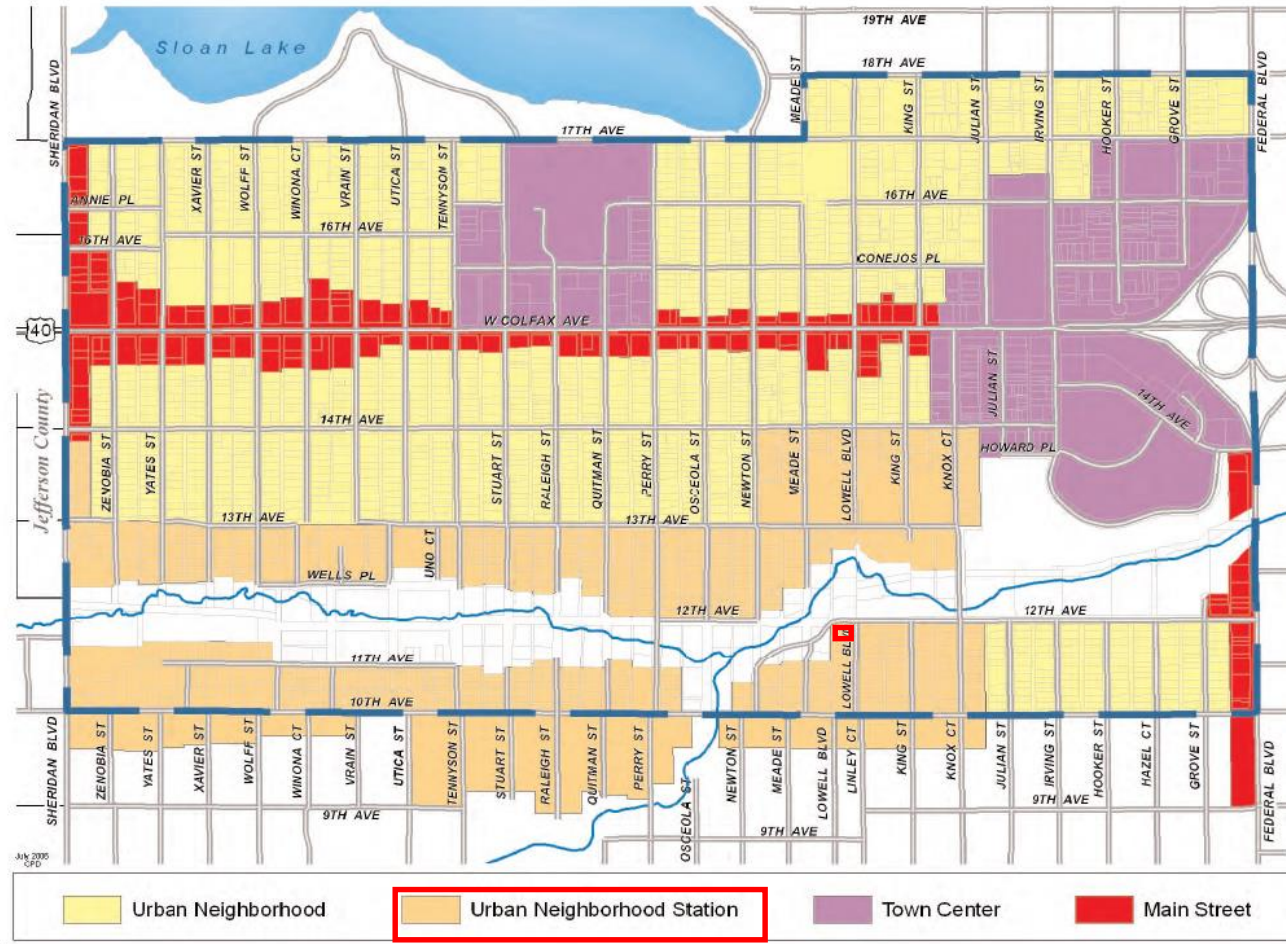 19TH AVE
Sloan Lake
SHERIDAN BLVD
MEADE ST
18TH AVE
KING ST
JULIAN ST
IRVING ST
HOOKER ST
GROVE ST
FEDERAL BLVD
17TH AVE
XAVIER ST
WOLFF ST
WINONA CT
VRAIN ST
UTICA ST
TENNYSON ST
ANNIE PL
16TH AVE
16TH AVE
16TH AVE
CONEJOS PL
40
W COLFAX AVE
Jefferson County
JULIAN ST
14TH AVE
14TH AVE
HOWARD PL
ZENOBIA ST
YATES ST
STUART ST
RALEIGH ST
QUITMAN ST
PERRY ST
OSCEOLA ST
NEWTON ST
MEADE ST
LOWELL BLVD
KING ST
KNOX CT
13TH AVE
13TH AVE
UNO CT
WELLS PL
12TH AVE
12TH AVE
11TH AVE
LOWELL BL
10TH AVE
SHERIDAN BLVD
ZENOBIA ST
YATES ST
XAVIER ST
WOLFF ST
WINONA CT
VRAIN ST
UTICA ST
TENNYSON ST
STUART ST
RALEIGH ST
QUITMAN ST
PERRY ST
OSCEOLA ST
NEWTON ST
MEADE ST
LOWELL BLVD
LINLEY CT
KING ST
KNOX CT
JULIAN ST
IRVING ST
HOOKER ST
HAZEL CT
GROVE ST
FEDERAL BLVD
9TH AVE
9TH AVE
9TH AVE
CPD
Urban Neighborhood
Urban Neighborhood Station
Town Center
Main Street